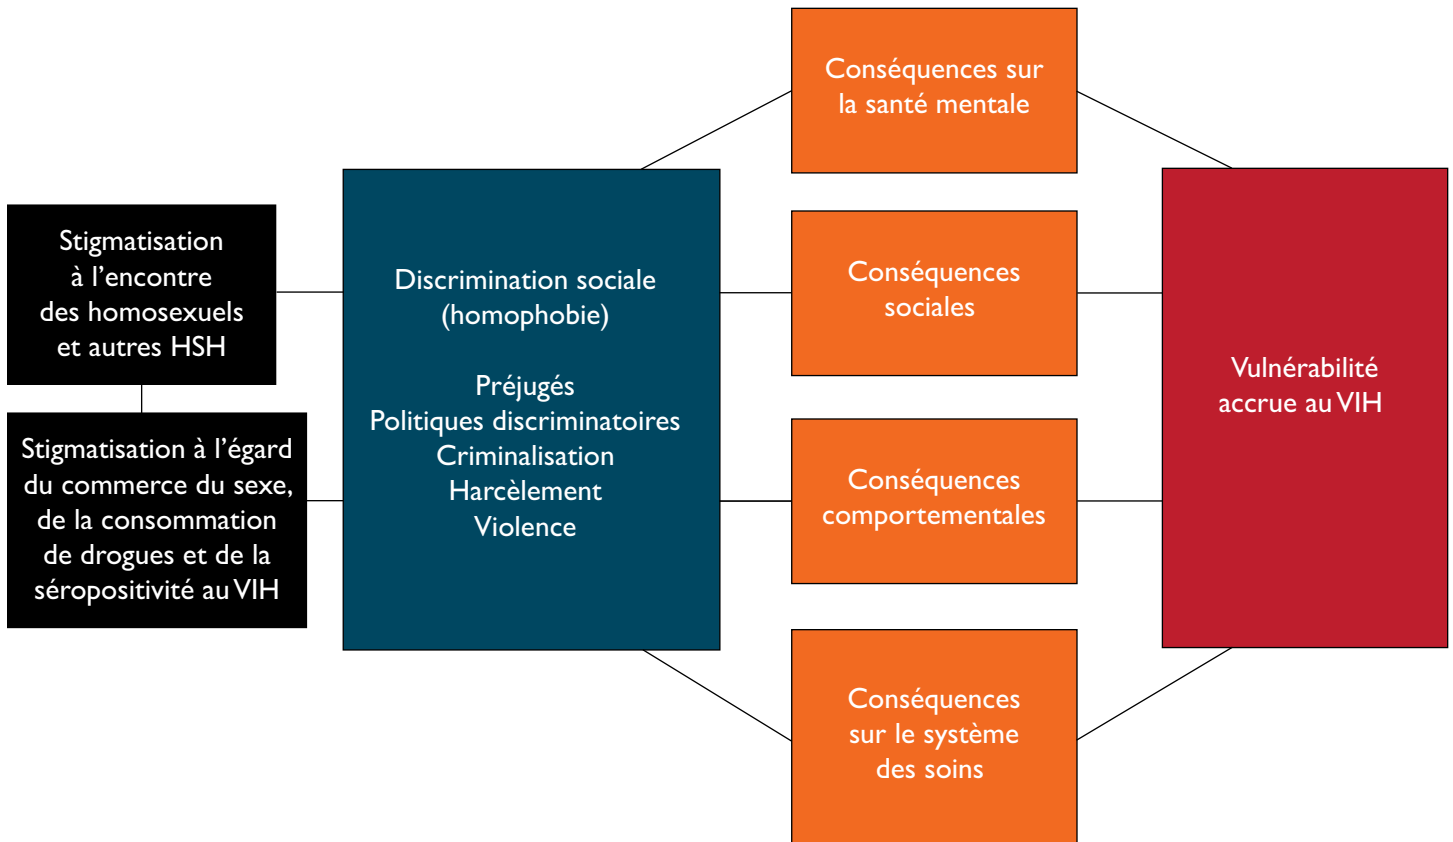 Stigmatisation
à l’encontre
des homosexuels
et autres HSH
Stigmatisation à l’égard
du commerce du sexe,
de la consommation
de drogues et de la
séropositivité au VIH
Discrimination sociale
(homophobie)
Préjugés
Politiques discriminatoires
Criminalisation
Harcèlement
Violence
Conséquences sur
la santé mentale
Conséquences
sociales
Conséquences
comportementales
Conséquences
sur le système
des soins
Vulnérabilité
accrue au VIH